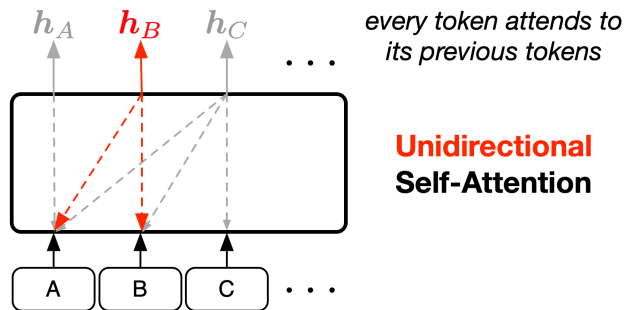 h_A h_B h_C ...
every token attends to
its previous tokens
Unidirectional
Self-Attention
A B C ...